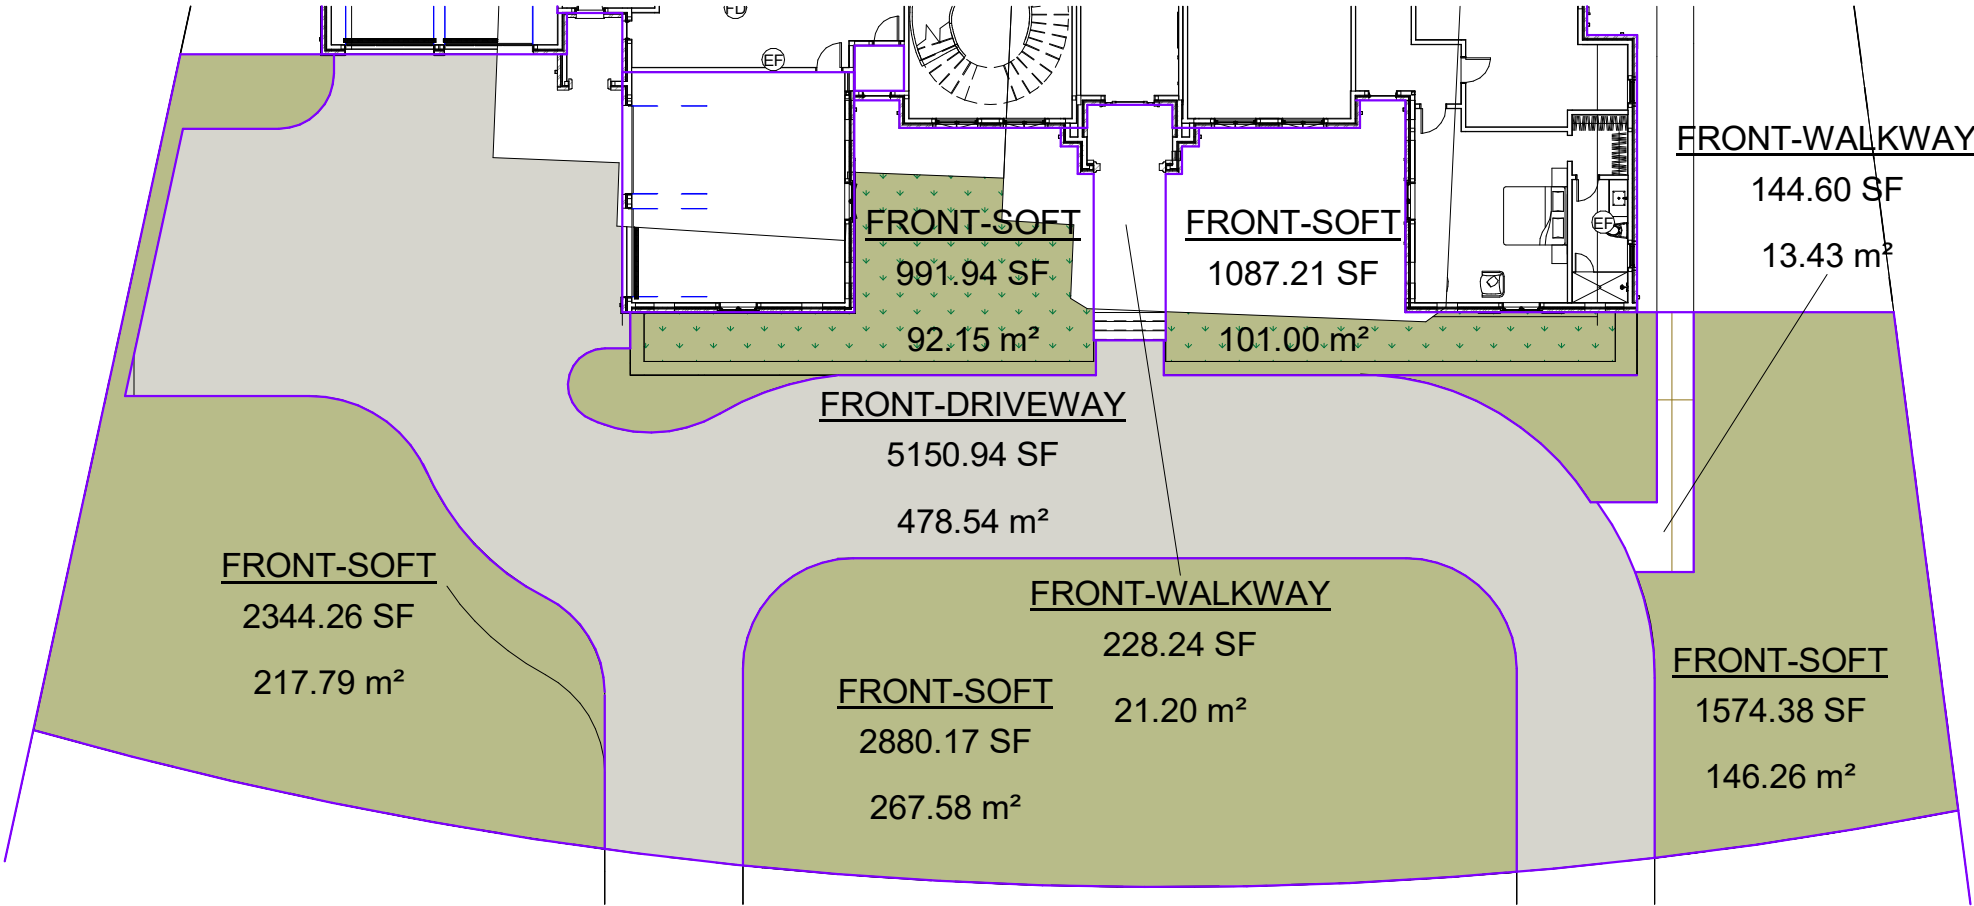 EF
FRONT-WALKWAY
144.60 SF
13.43 m²
FRONT-SOFT
991.94 SF
92.15 m²
FRONT-SOFT
1087.21 SF
101.00 m²
EF
FRONT-DRIVEWAY
5150.94 SF
478.54 m²
FRONT-SOFT
2344.26 SF
217.79 m²
FRONT-WALKWAY
228.24 SF
21.20 m²
FRONT-SOFT
2880.17 SF
267.58 m²
FRONT-SOFT
1574.38 SF
146.26 m²